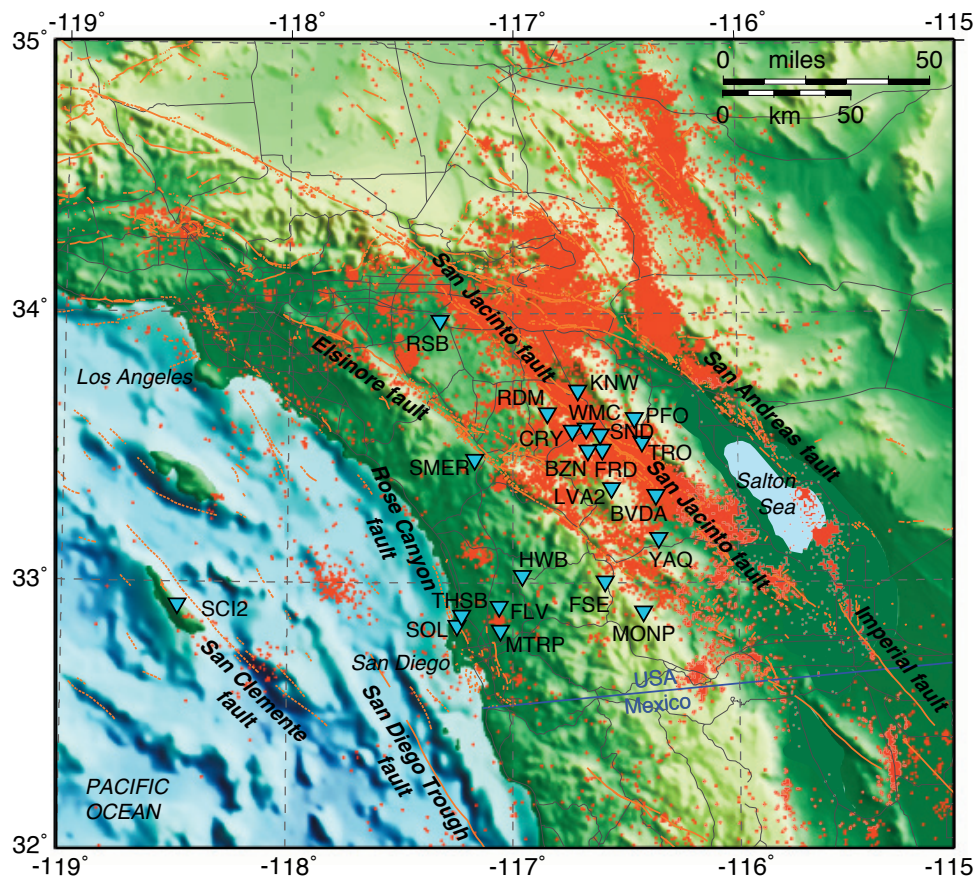 -119° -118° -117° -116° -115°
35°
0 miles 50
0 km 50
34°
San Jacinto fault
RSB
Elsinore fault
Los Angeles
San Andreas fault
KNW
RDM
WMC
PFO
CRY
SND
TRO
SMER
BZN
FRD
San Jacinto fault
LVA2
BVDA
Salton
Sea
Rose Canyon
fault
YAQ
HWB
33°
FSE
THSB
FLV
SCI2
SOL
MTRP
MONP
Imperial fault
San Diego
San Clemente
fault
USA
Mexico
San Diego Trough
fault
PACIFIC
OCEAN
32°
-119° -118° -117° -116° -115°